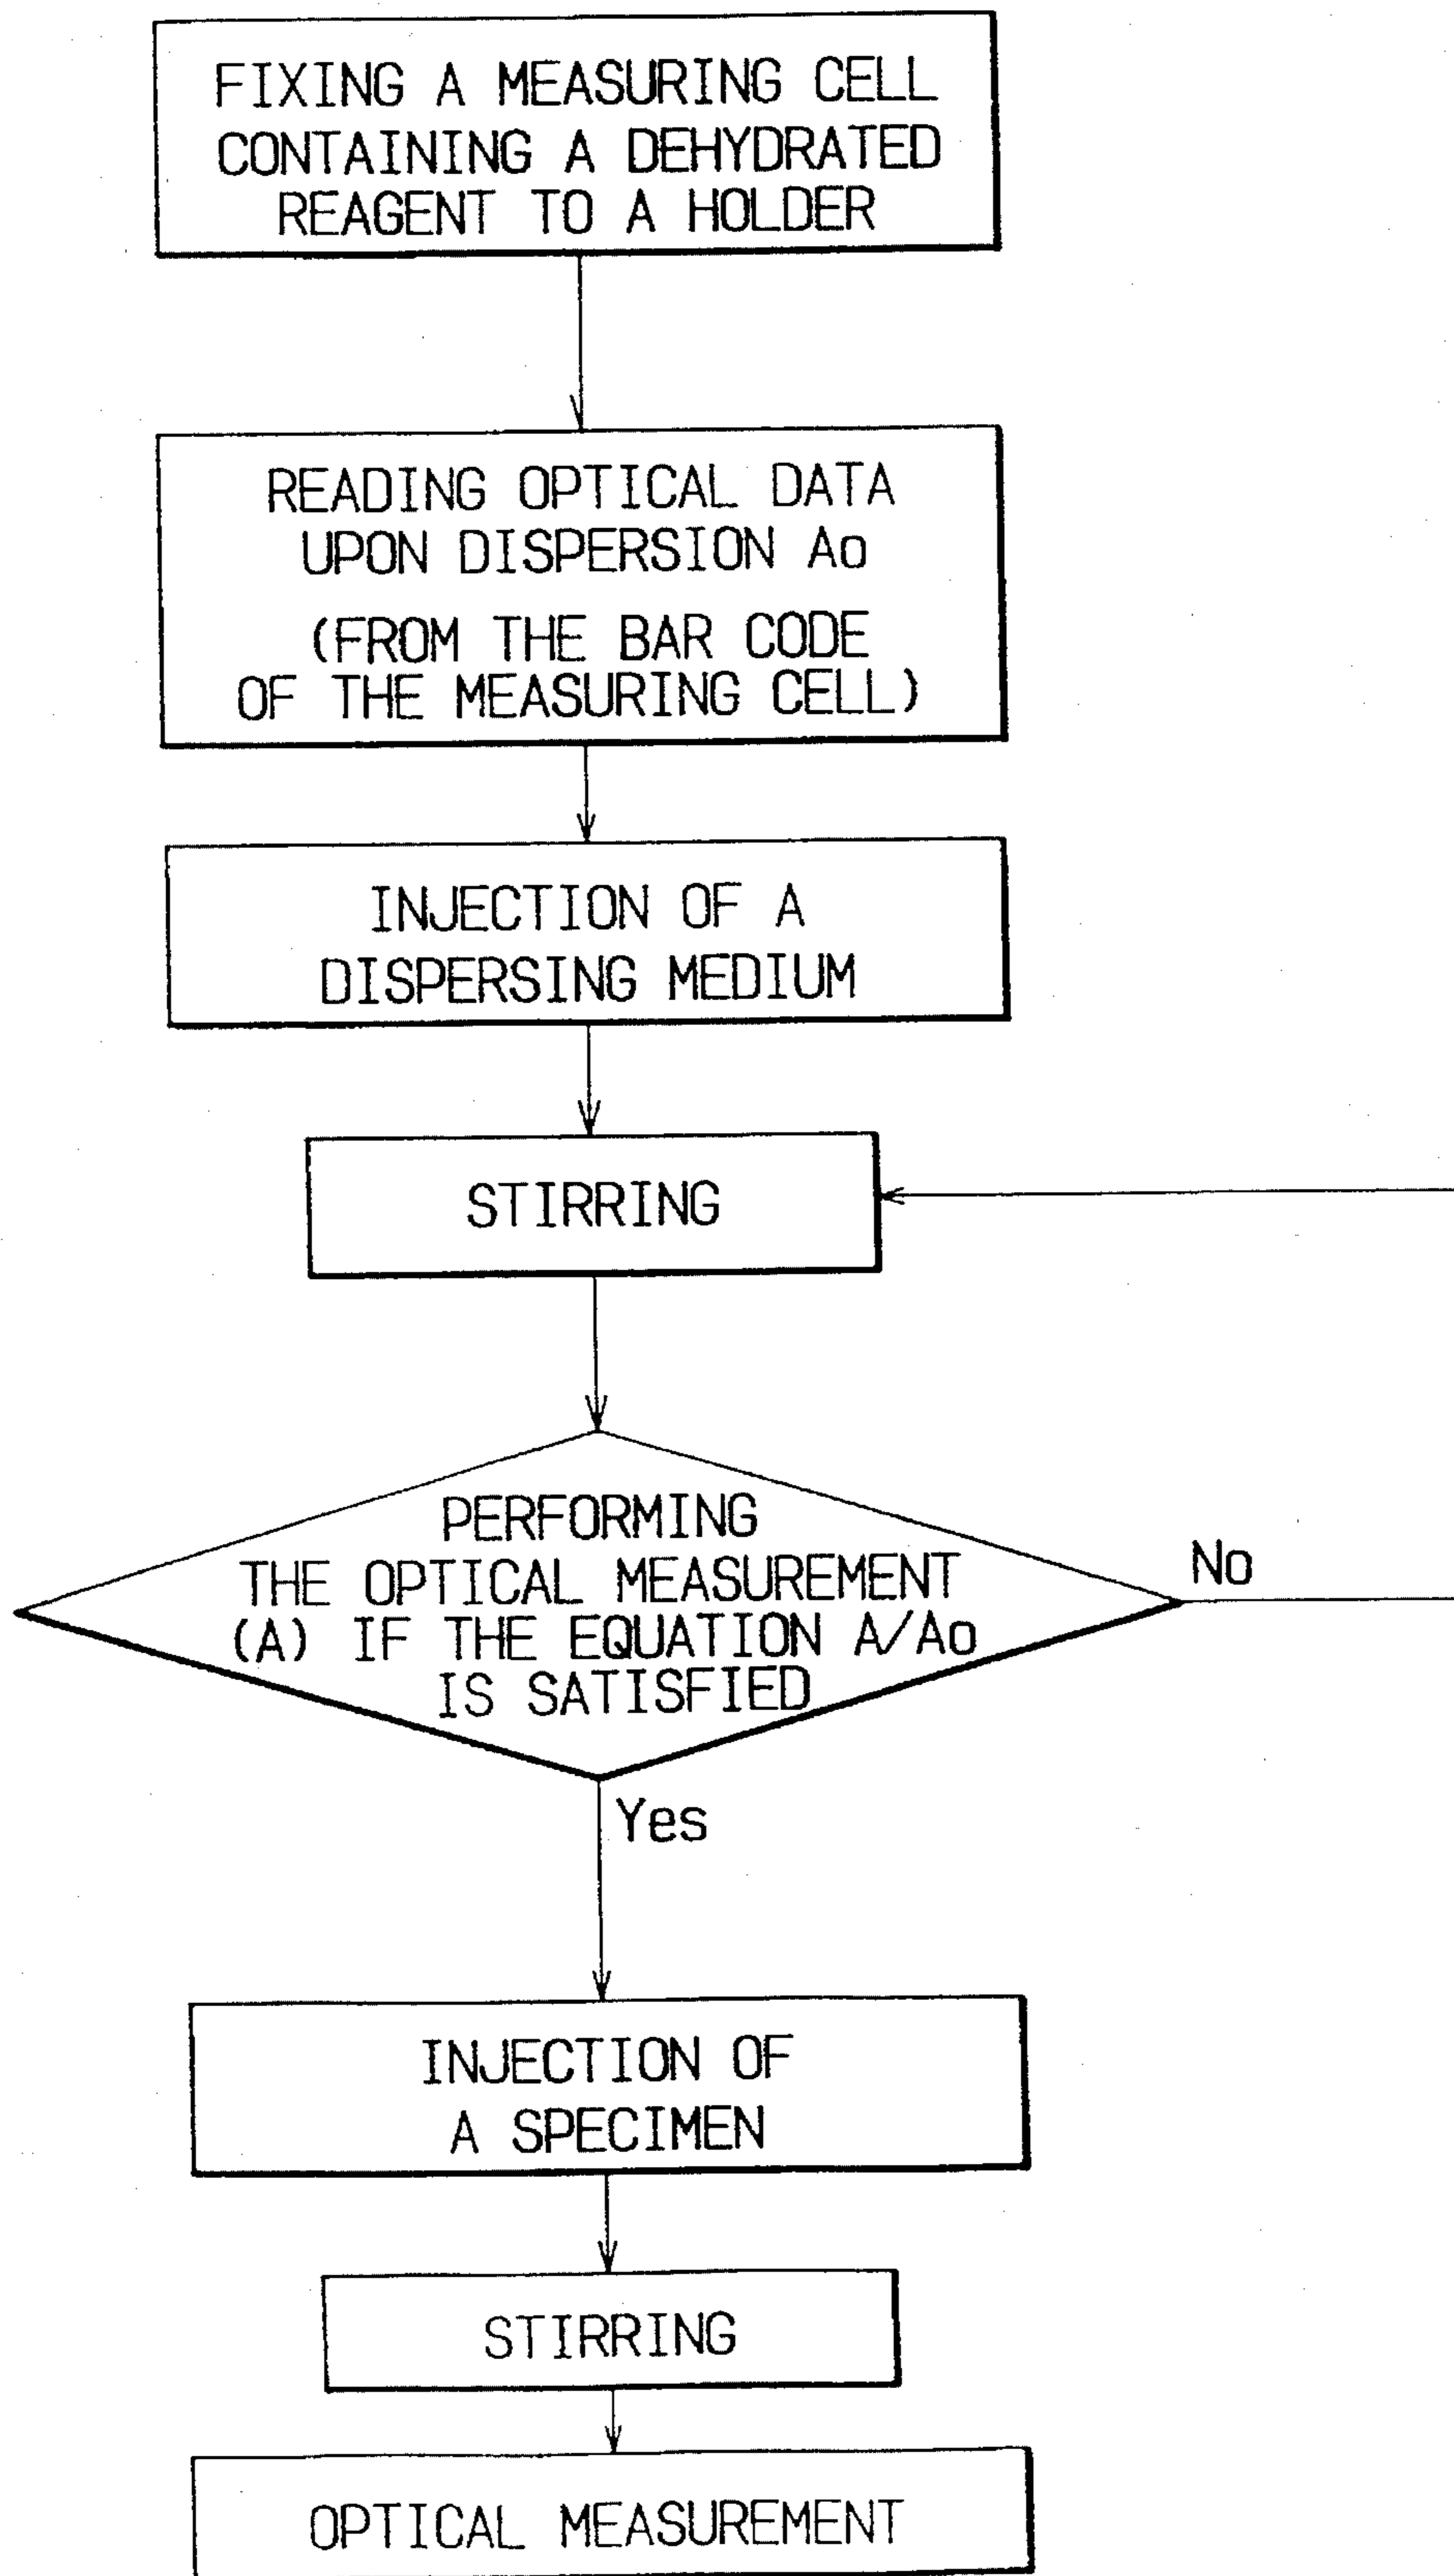 FIXING A MEASURING CELL
CONTAINING A DEHYDRATED
REAGENT TO A HOLDER
READING OPTICAL DATA
UPON DISPERSION Ao
(FROM THE BAR CODE
OF THE MEASURING CELL)
INJECTION OF A
DISPERSING MEDIUM
STIRRING
PERFORMING
THE OPTICAL MEASUREMENT
(A) IF THE EQUATION A/Ao
IS SATISFIED
No
Yes
INJECTION OF
A SPECIMEN
STIRRING
OPTICAL MEASUREMENT